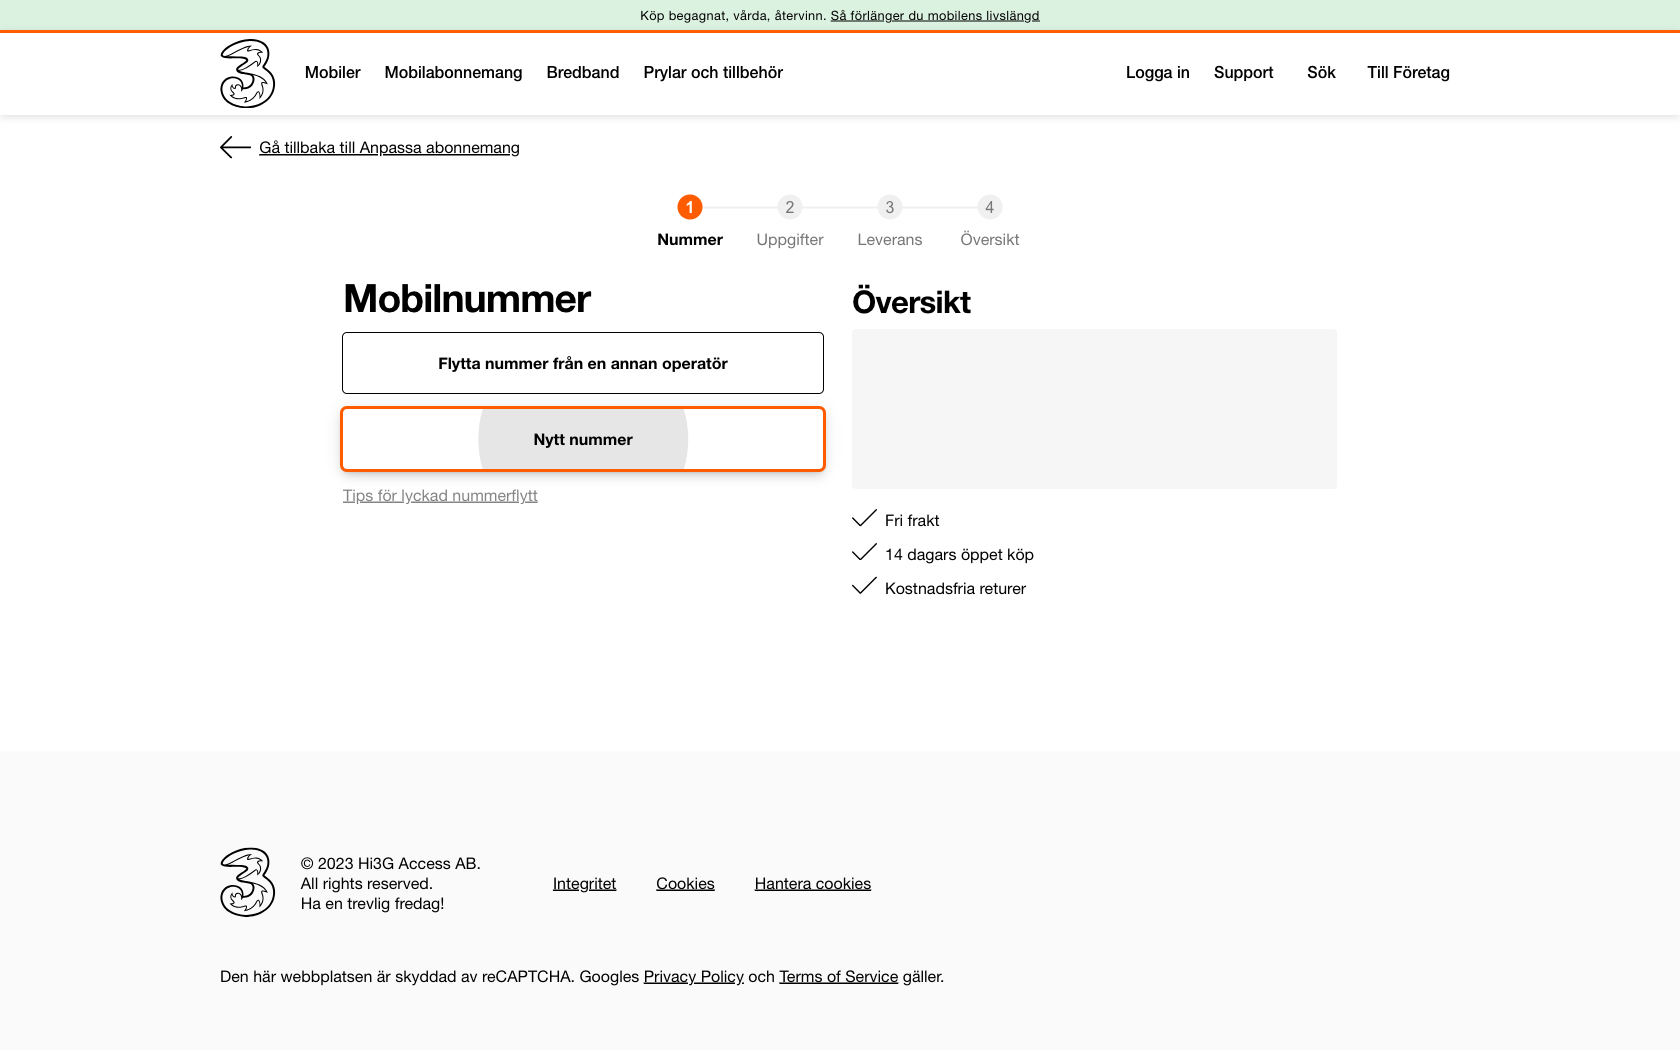 Köp begagnat, vårda, återvinn. Så förlänger du mobilens livslängd
Mobiler Mobilabonnemang Bredband Prylar och tillbehör Logga in Support Sök Till Företag
Gå tillbaka till Anpassa abonnemang
1 2 3 4
Nummer Uppgifter Leverans Översikt
Mobilnummer
Flytta nummer från en annan operatör
Nytt nummer
Tips för lyckad nummerflytt
Översikt
Fri frakt
14 dagars öppet köp
Kostnadsfria returer
© 2023 Hi3G Access AB.
All rights reserved.
Ha en trevlig fredag!
Integritet Cookies Hantera cookies
Den här webbplatsen är skyddad av reCAPTCHA. Googles Privacy Policy och Terms of Service gäller.